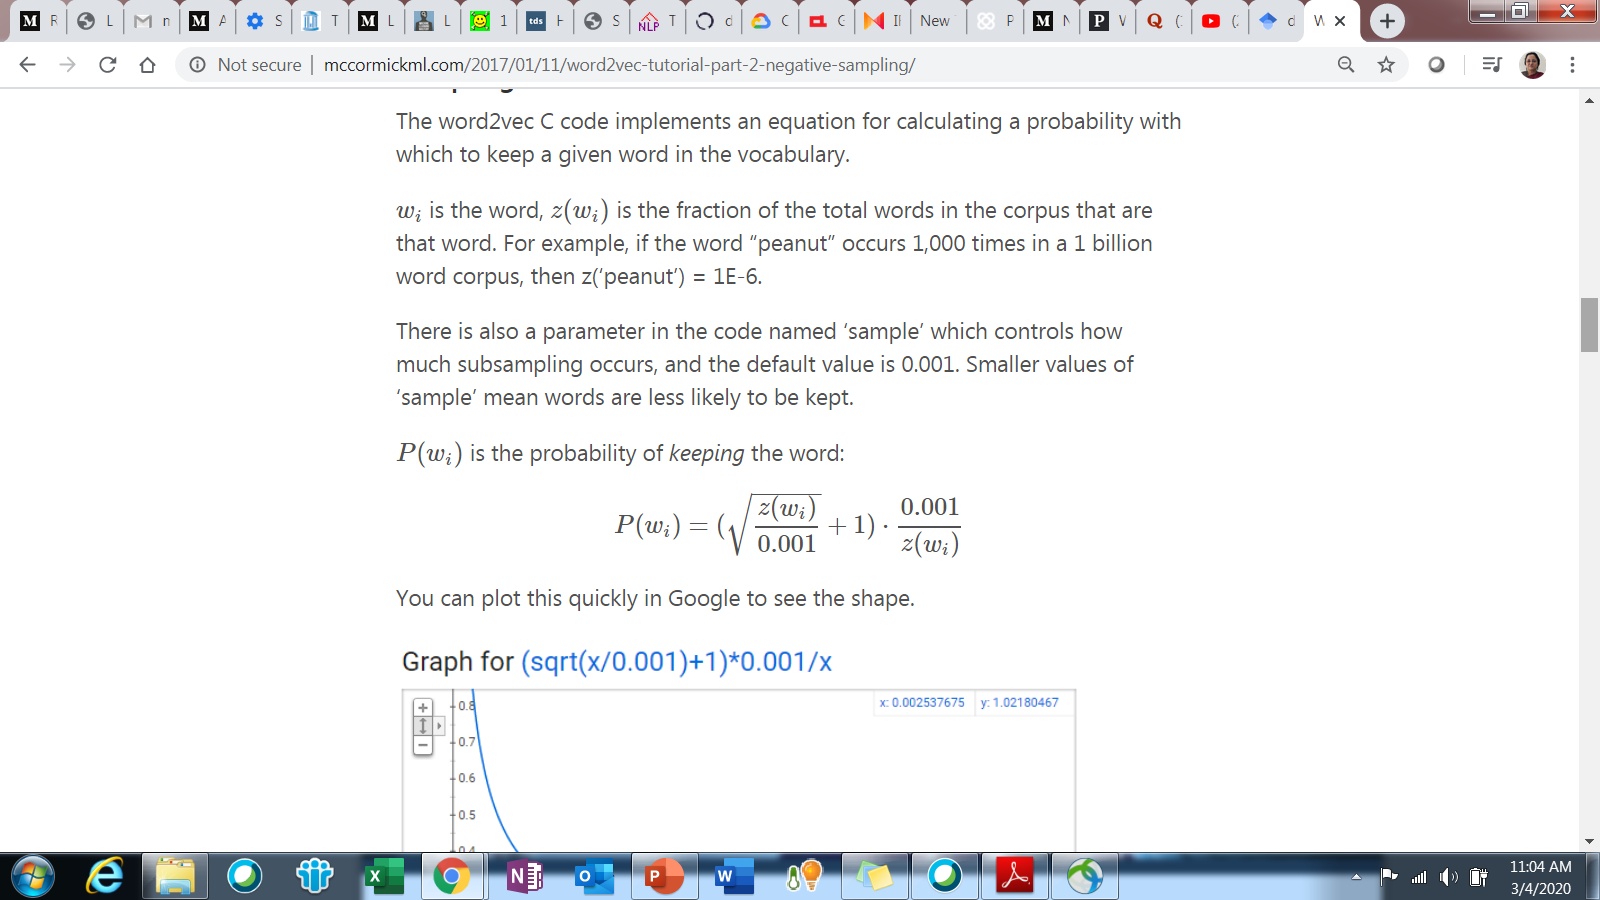 R L m M A S T M L L 1 tds H S NLP T d C G II New P M N P V Q (: (: d W
Not secure | mccormickml.com/2017/01/11/word2vec-tutorial-part-2-negative-sampling/
The word2vec C code implements an equation for calculating a probability with
which to keep a given word in the vocabulary.
wᵢ is the word, z(wᵢ) is the fraction of the total words in the corpus that are
that word. For example, if the word “peanut” occurs 1,000 times in a 1 billion
word corpus, then z(‘peanut’) = 1E-6.
There is also a parameter in the code named ‘sample’ which controls how
much subsampling occurs, and the default value is 0.001. Smaller values of
‘sample’ mean words are less likely to be kept.
P(wᵢ) is the probability of keeping the word:
P(wᵢ) = (√(z(wᵢ)/0.001) + 1) · 0.001/z(wᵢ)
You can plot this quickly in Google to see the shape.
Graph for (sqrt(x/0.001)+1)*0.001/x
x: 0.002537675 y: 1.02180467
0.8
0.7
0.6
0.5
11:04 AM
3/4/2020